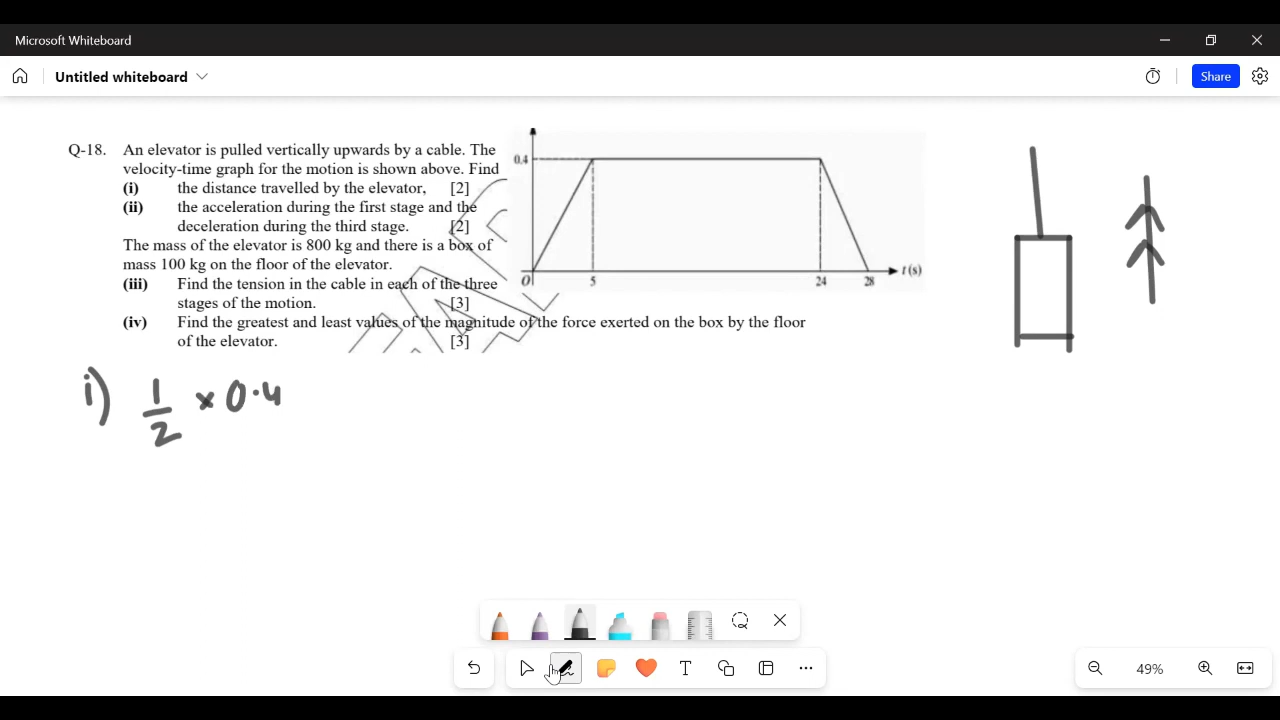 Microsoft Whiteboard
Untitled whiteboard
Share
Q-18. An elevator is pulled vertically upwards by a cable. The
velocity-time graph for the motion is shown above. Find
(i) the distance travelled by the elevator, [2]
(ii) the acceleration during the first stage and the
deceleration during the third stage. [2]
The mass of the elevator is 800 kg and there is a box of
mass 100 kg on the floor of the elevator.
(iii) Find the tension in the cable in each of the three
stages of the motion. [3]
(iv) Find the greatest and least values of the magnitude of the force exerted on the box by the floor
of the elevator. [3]
0.4
O 5 24 28 t(s)
i) 1/2 × 0.4
T
49%